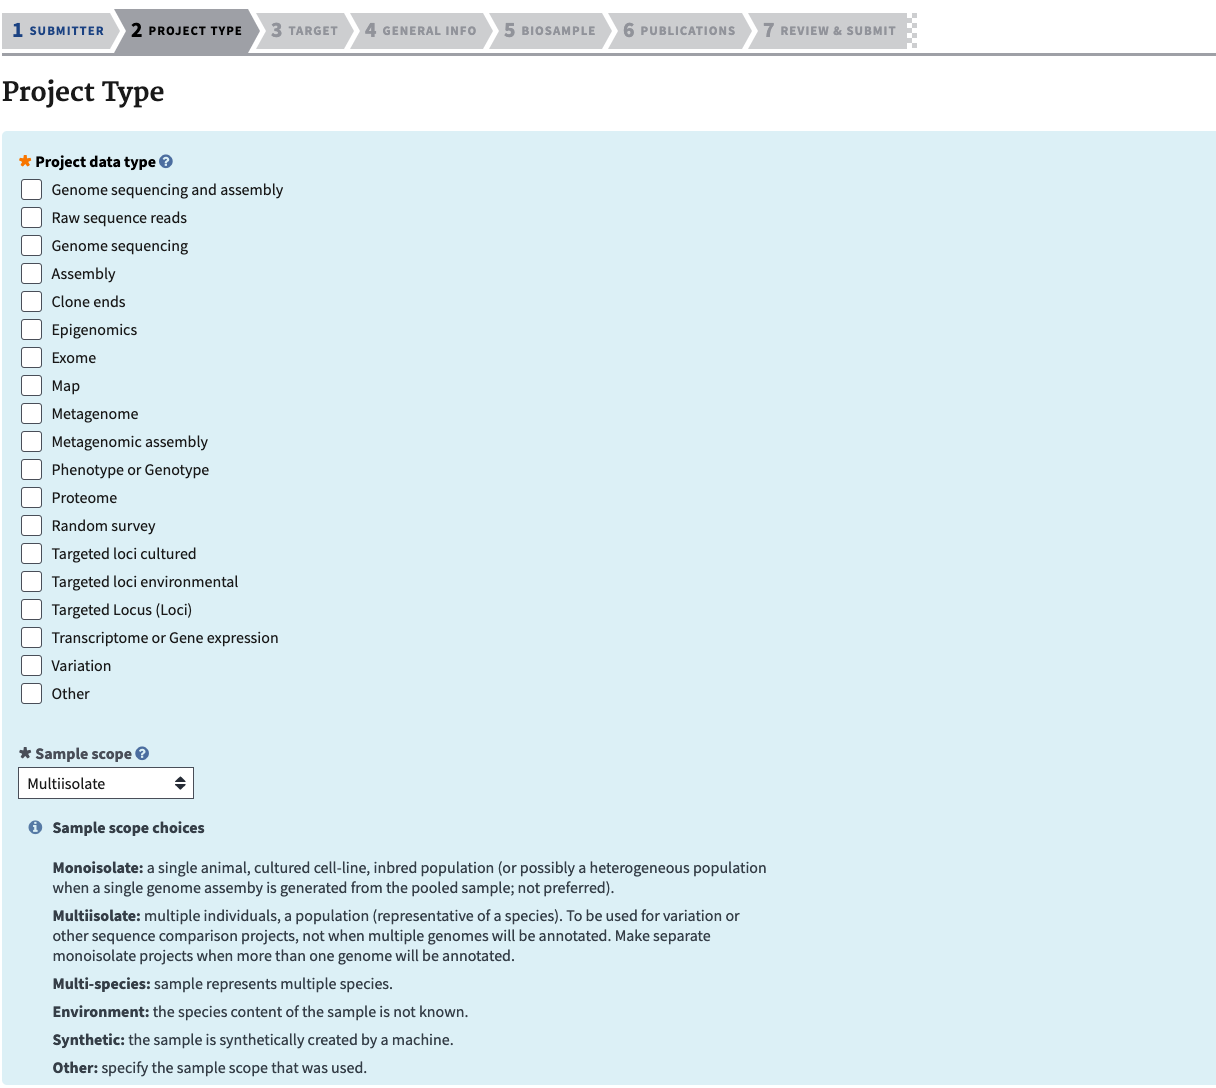 1 SUBMITTER 2 PROJECT TYPE 3 TARGET 4 GENERAL INFO 5 BIOSAMPLE 6 PUBLICATIONS 7 REVIEW & SUBMIT
Project Type
* Project data type ?
Genome sequencing and assembly
Raw sequence reads
Genome sequencing
Assembly
Clone ends
Epigenomics
Exome
Map
Metagenome
Metagenomic assembly
Phenotype or Genotype
Proteome
Random survey
Targeted loci cultured
Targeted loci environmental
Targeted Locus (Loci)
Transcriptome or Gene expression
Variation
Other
* Sample scope ?
Multiisolate
i Sample scope choices
Monoisolate: a single animal, cultured cell-line, inbred population (or possibly a heterogeneous population
when a single genome assemby is generated from the pooled sample; not preferred).
Multiisolate: multiple individuals, a population (representative of a species). To be used for variation or
other sequence comparison projects, not when multiple genomes will be annotated. Make separate
monoisolate projects when more than one genome will be annotated.
Multi-species: sample represents multiple species.
Environment: the species content of the sample is not known.
Synthetic: the sample is synthetically created by a machine.
Other: specify the sample scope that was used.